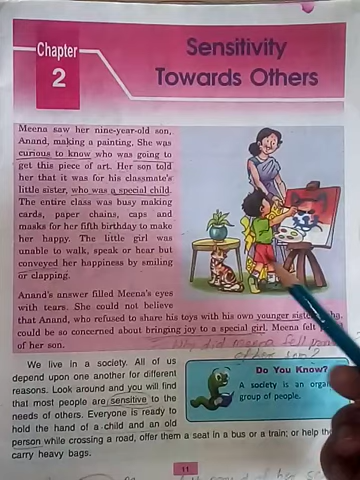 Chapter
2
Sensitivity
Towards Others
Meena saw her nine-year-old son,
Anand, making a painting. She was
curious to know who was going to
get this piece of art. Her son told
her that it was for his classmate's
little sister, who was a special child.
The entire class was busy making
cards, paper chains, caps and
masks for her fifth birthday to make
her happy. The little girl was
unable to walk, speak or hear but
conveyed her happiness by smiling
or clapping.
Anand's answer filled Meena's eyes
with tears. She could not believe
that Anand, who refused to share his toys with his own younger sister
could be so concerned about bringing joy to a special girl. Meena felt
of her son.
Why did meena fell
of her son?
We live in a society. All of us
depend upon one another for different
reasons. Look around and you will find
that most people are sensitive to the
needs of others. Everyone is ready to
hold the hand of a child and an old
person while crossing a road, offer them a seat in a bus or a train; or help
carry heavy bags.
Do You Know?
A society is an
group of people.
11